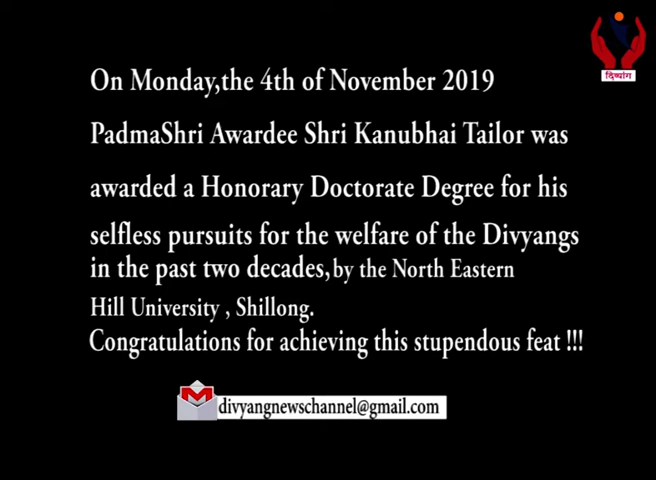 दिव्यांग
On Monday,the 4th of November 2019
PadmaShri Awardee Shri Kanubhai Tailor was
awarded a Honorary Doctorate Degree for his
selfless pursuits for the welfare of the Divyangs
in the past two decades,by the North Eastern
Hill University , Shillong.
Congratulations for achieving this stupendous feat !!!
divyangnewschannel@gmail.com